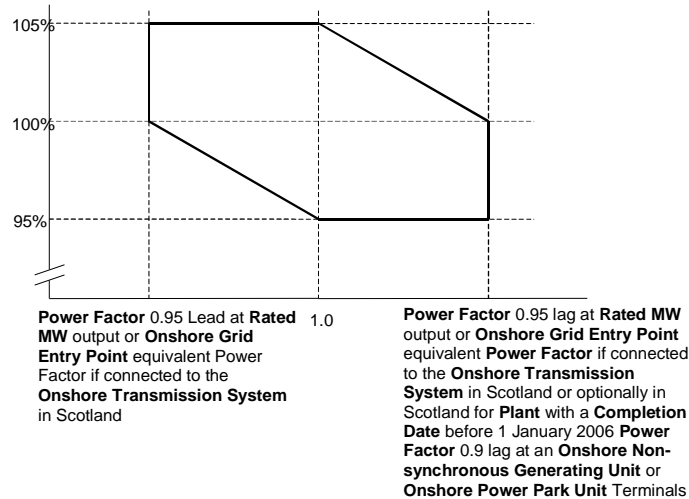 105%
100%
95%
Power Factor 0.95 Lead at Rated
MW output or Onshore Grid
Entry Point equivalent Power
Factor if connected to the
Onshore Transmission System
in Scotland
1.0
Power Factor 0.95 lag at Rated MW
output or Onshore Grid Entry Point
equivalent Power Factor if connected
to the Onshore Transmission
System in Scotland or optionally in
Scotland for Plant with a Completion
Date before 1 January 2006 Power
Factor 0.9 lag at an Onshore Non-
synchronous Generating Unit or
Onshore Power Park Unit Terminals